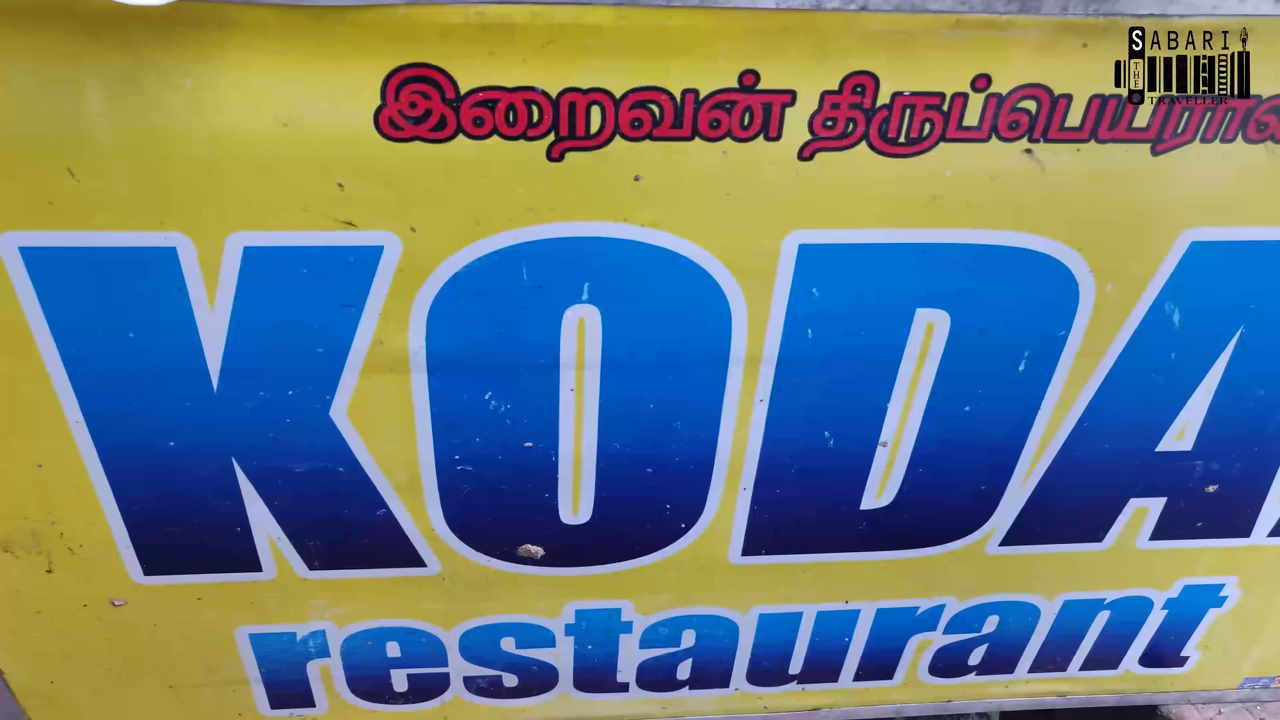 SABARI
THE
TRAVELLER
இறைவன்
KODA
restaurant